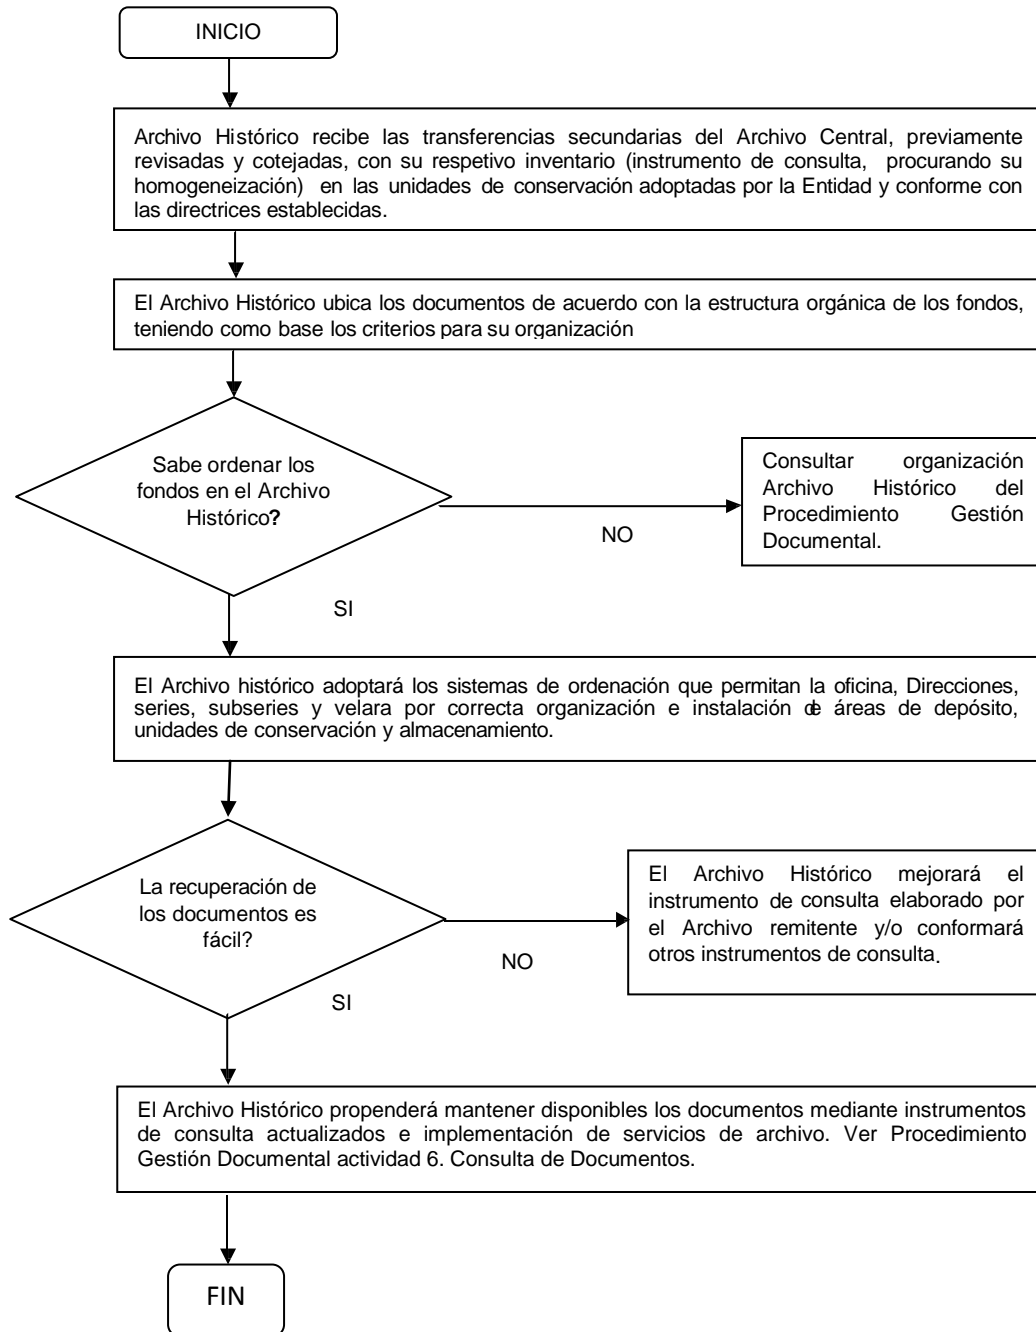 INICIO
Archivo Histórico recibe las transferencias secundarias del Archivo Central, previamente
revisadas y cotejadas, con su respetivo inventario (instrumento de consulta, procurando su
homogeneización) en las unidades de conservación adoptadas por la Entidad y conforme con
las directrices establecidas.
El Archivo Histórico ubica los documentos de acuerdo con la estructura orgánica de los fondos,
teniendo como base los criterios para su organización
Sabe ordenar los
fondos en el Archivo
Histórico?
NO
Consultar organización
Archivo Histórico del
Procedimiento Gestión
Documental.
SI
El Archivo histórico adoptará los sistemas de ordenación que permitan la oficina, Direcciones,
series, subseries y velara por correcta organización e instalación de áreas de depósito,
unidades de conservación y almacenamiento.
La recuperación de
los documentos es
fácil?
NO
El Archivo Histórico mejorará el
instrumento de consulta elaborado por
el Archivo remitente y/o conformará
otros instrumentos de consulta.
SI
El Archivo Histórico propenderá mantener disponibles los documentos mediante instrumentos
de consulta actualizados e implementación de servicios de archivo. Ver Procedimiento
Gestión Documental actividad 6. Consulta de Documentos.
FIN